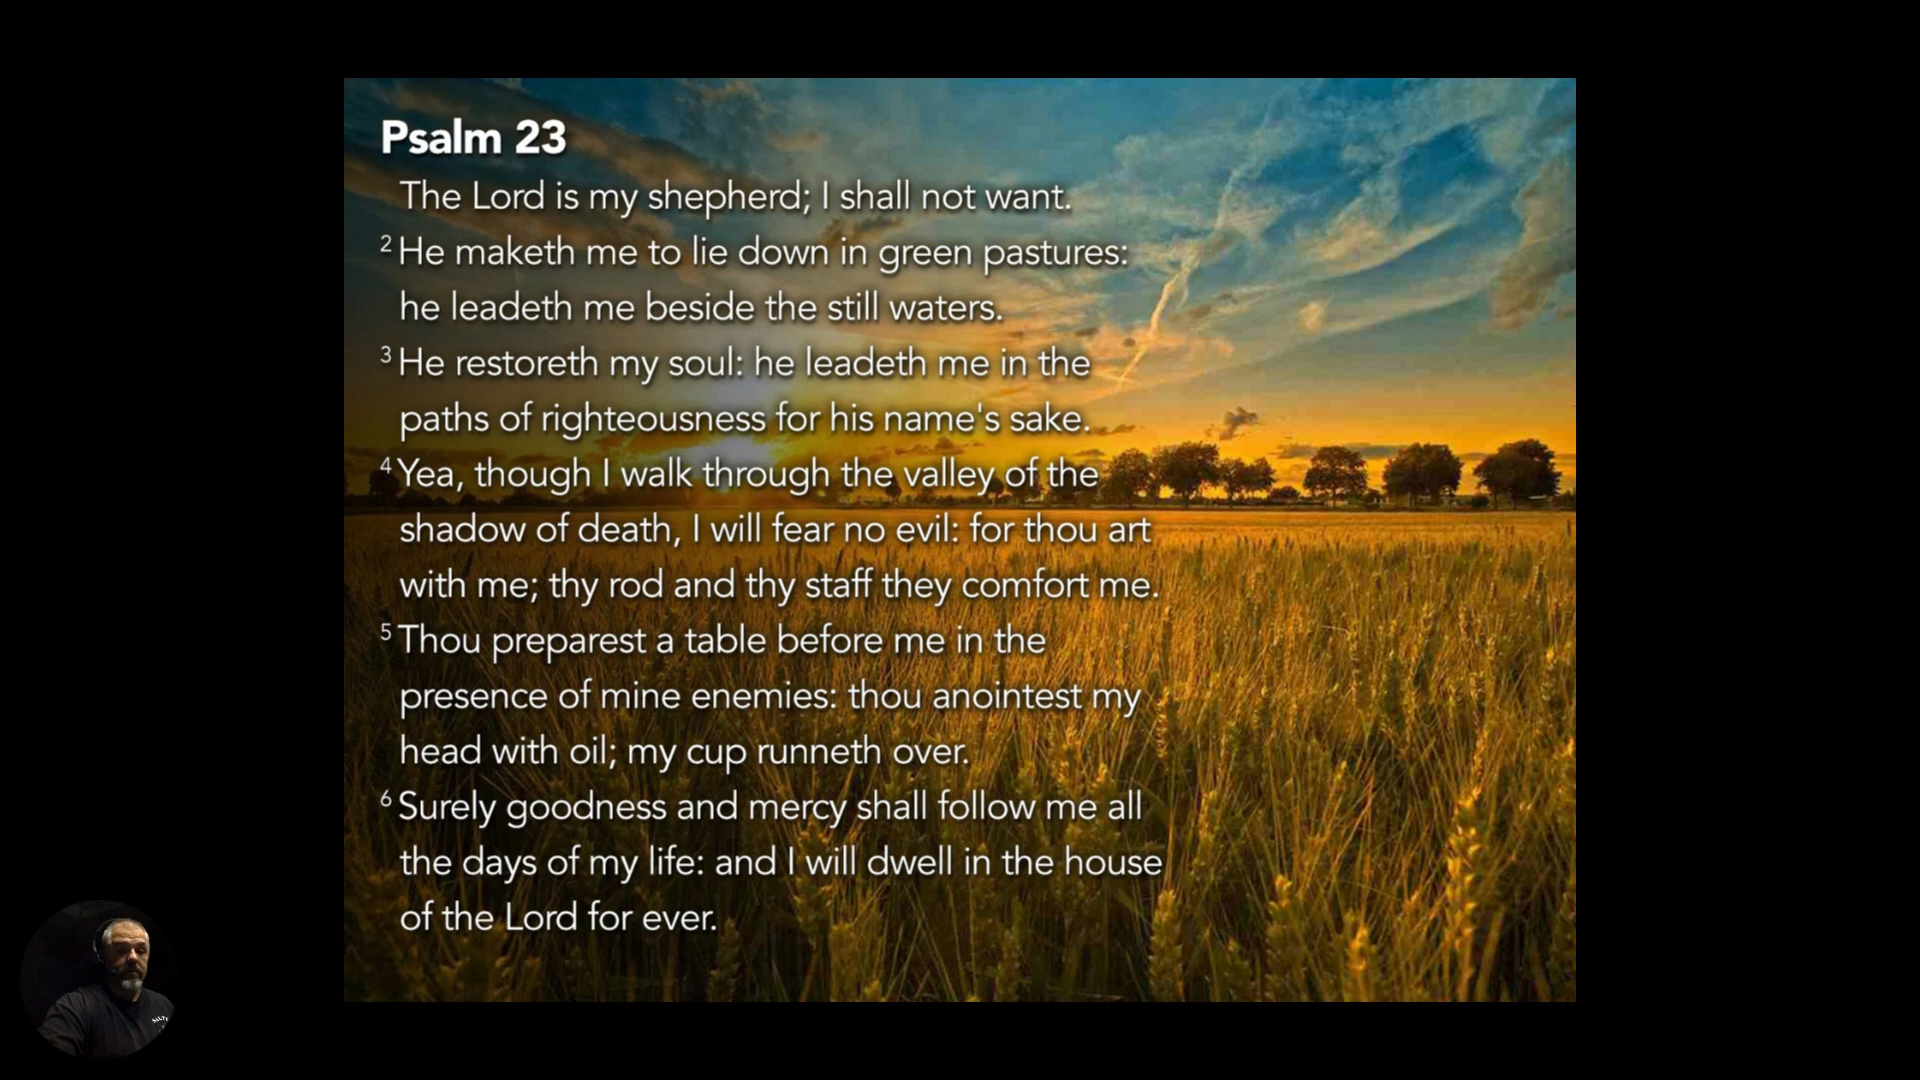 Psalm 23
The Lord is my shepherd; I shall not want.
2 He maketh me to lie down in green pastures:
he leadeth me beside the still waters.
3 He restoreth my soul: he leadeth me in the
paths of righteousness for his name's sake.
4 Yea, though I walk through the valley of the
shadow of death, I will fear no evil: for thou art
with me; thy rod and thy staff they comfort me.
5 Thou preparest a table before me in the
presence of mine enemies: thou anointest my
head with oil; my cup runneth over.
6 Surely goodness and mercy shall follow me all
the days of my life: and I will dwell in the house
of the Lord for ever.